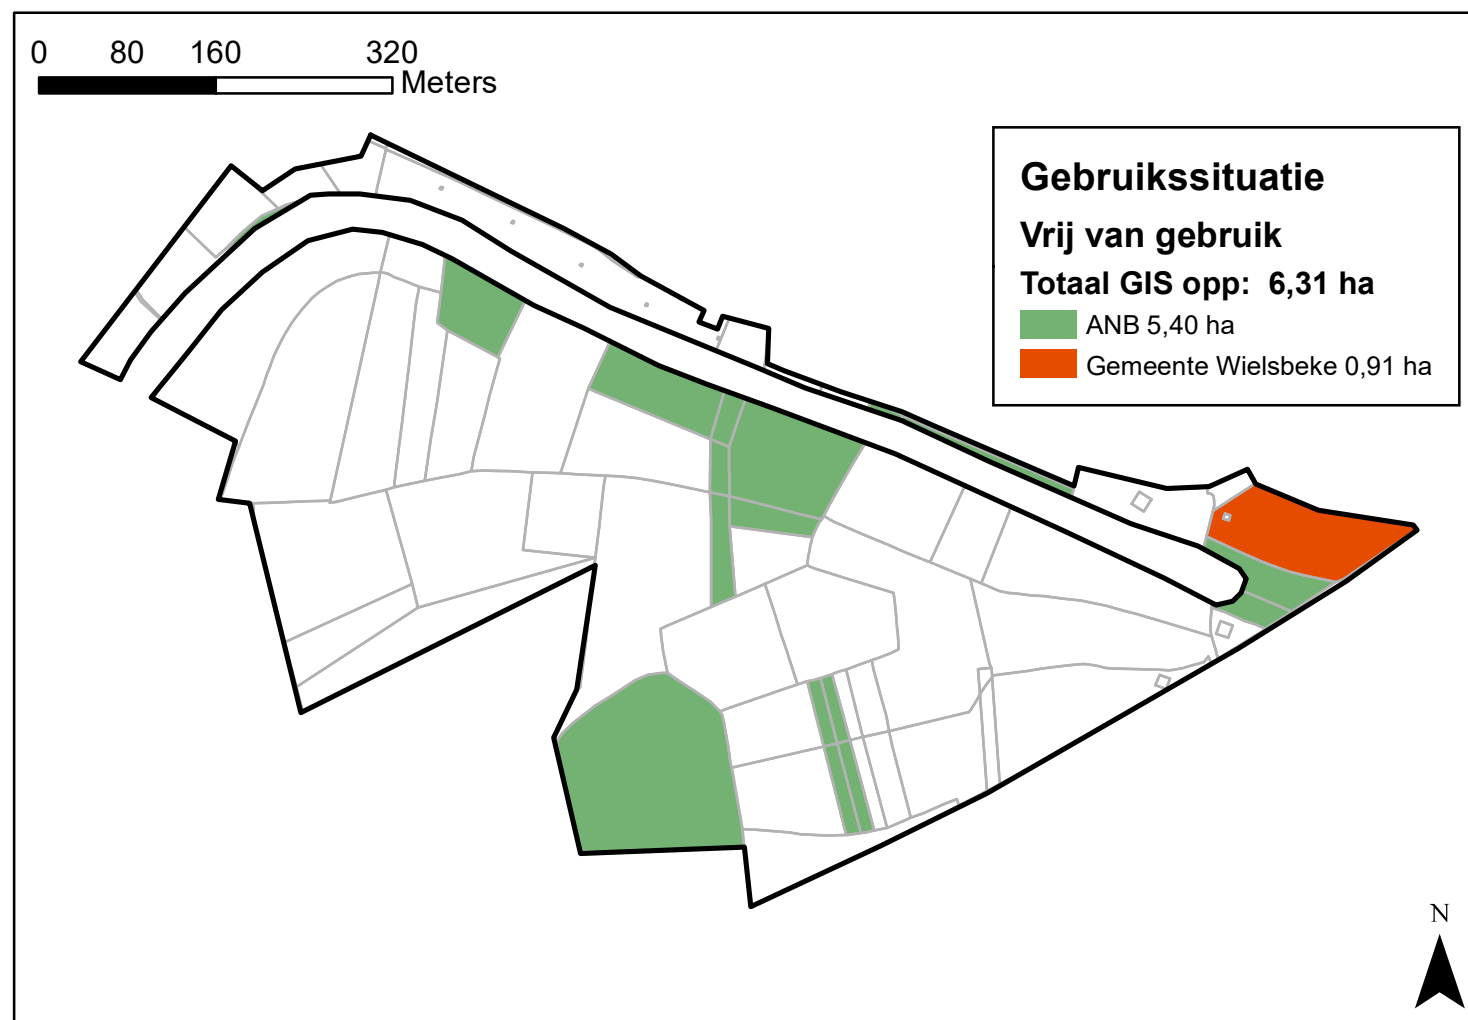 0 80 160 320
Meters
Gebruikssituatie
Vrij van gebruik
Totaal GIS opp: 6,31 ha
ANB 5,40 ha
Gemeente Wielsbeke 0,91 ha
N